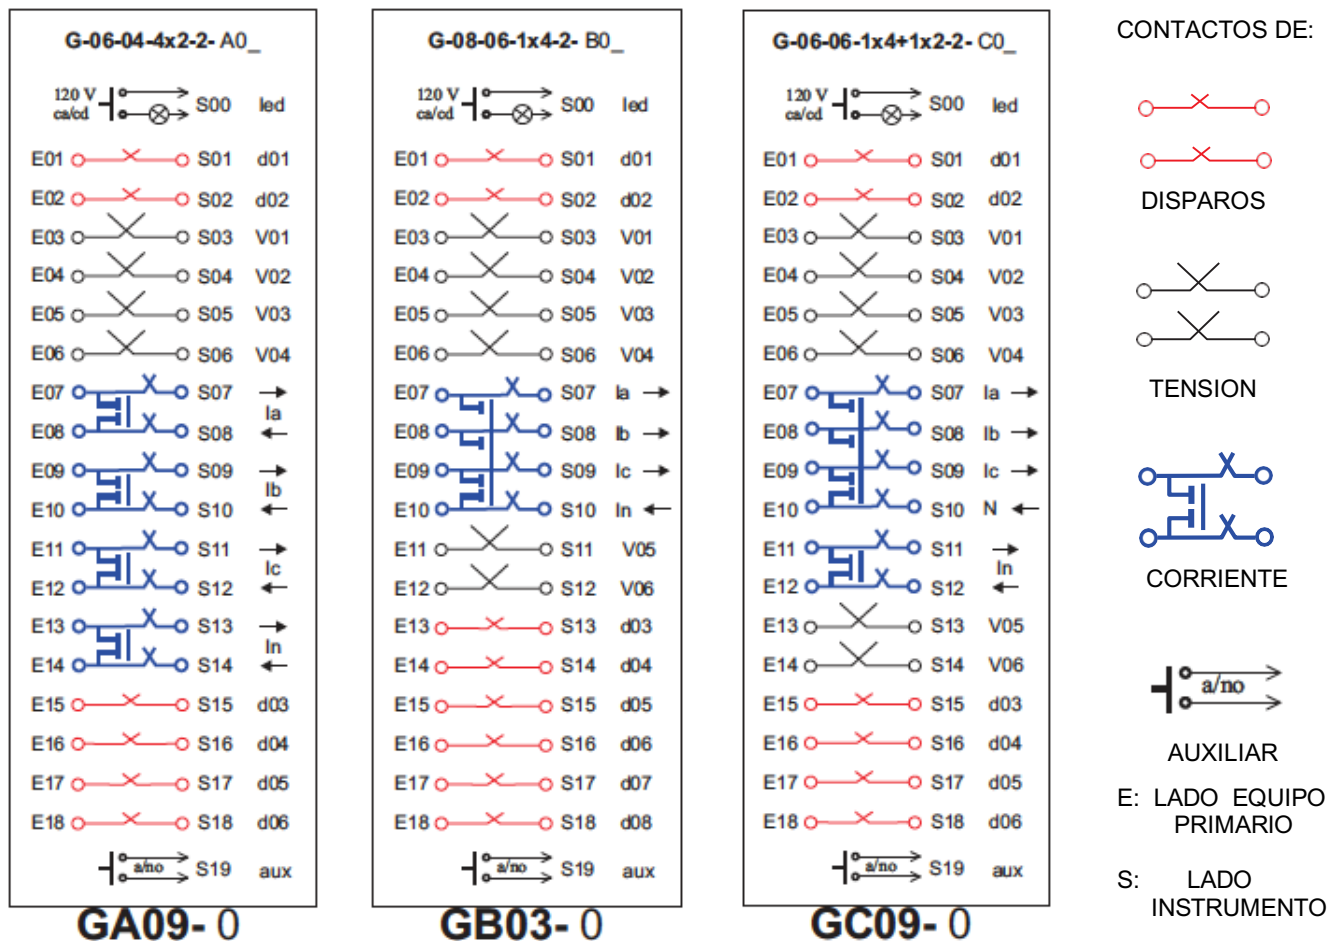 G-06-04-4x2-2- A0_
120 V
ca/cd
S00 led
E01 S01 d01
E02 S02 d02
E03 S03 V01
E04 S04 V02
E05 S05 V03
E06 S06 V04
E07 S07
Ia
E08 S08
E09 S09
Ib
E10 S10
E11 S11
Ic
E12 S12
E13 S13
In
E14 S14
E15 S15 d03
E16 S16 d04
E17 S17 d05
E18 S18 d06
a/no S19 aux
GA09- 0
G-08-06-1x4-2- B0_
120 V
ca/cd
S00 led
E01 S01 d01
E02 S02 d02
E03 S03 V01
E04 S04 V02
E05 S05 V03
E06 S06 V04
E07 S07 Ia
E08 S08 Ib
E09 S09 Ic
E10 S10 In
E11 S11 V05
E12 S12 V06
E13 S13 d03
E14 S14 d04
E15 S15 d05
E16 S16 d06
E17 S17 d07
E18 S18 d08
a/no S19 aux
GB03- 0
G-06-06-1x4+1x2-2- C0_
120 V
ca/cd
S00 led
E01 S01 d01
E02 S02 d02
E03 S03 V01
E04 S04 V02
E05 S05 V03
E06 S06 V04
E07 S07 Ia
E08 S08 Ib
E09 S09 Ic
E10 S10 N
E11 S11
In
E12 S12
E13 S13 V05
E14 S14 V06
E15 S15 d03
E16 S16 d04
E17 S17 d05
E18 S18 d06
a/no S19 aux
GC09- 0
CONTACTOS DE:
DISPAROS
TENSION
CORRIENTE
a/no
AUXILIAR
E: LADO EQUIPO
PRIMARIO
S: LADO
INSTRUMENTO